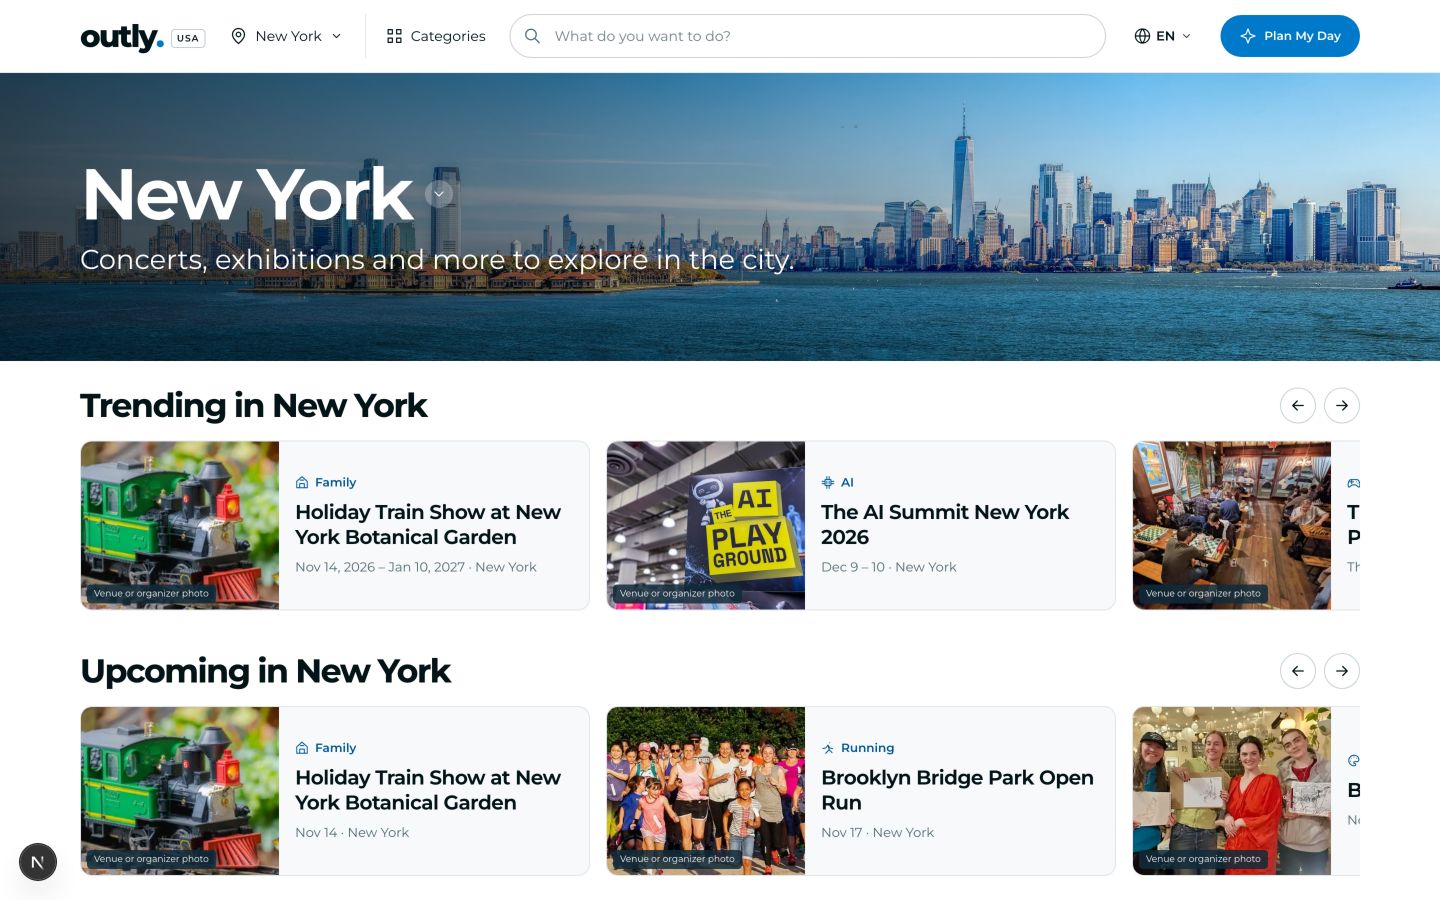 outly. USA New York Categories What do you want to do? EN Plan My Day
New York
Concerts, exhibitions and more to explore in the city.
Trending in New York
Family
Holiday Train Show at New
York Botanical Garden
Nov 14, 2026 – Jan 10, 2027 · New York
Venue or organizer photo
THE AI
PLAY
GROUND
AI
The AI Summit New York
2026
Dec 9 – 10 · New York
Venue or organizer photo
T
P
Th
Venue or organizer photo
Upcoming in New York
Family
Holiday Train Show at New
York Botanical Garden
Nov 14 · New York
Venue or organizer photo
Running
Brooklyn Bridge Park Open
Run
Nov 17 · New York
Venue or organizer photo
B
No
Venue or organizer photo
N